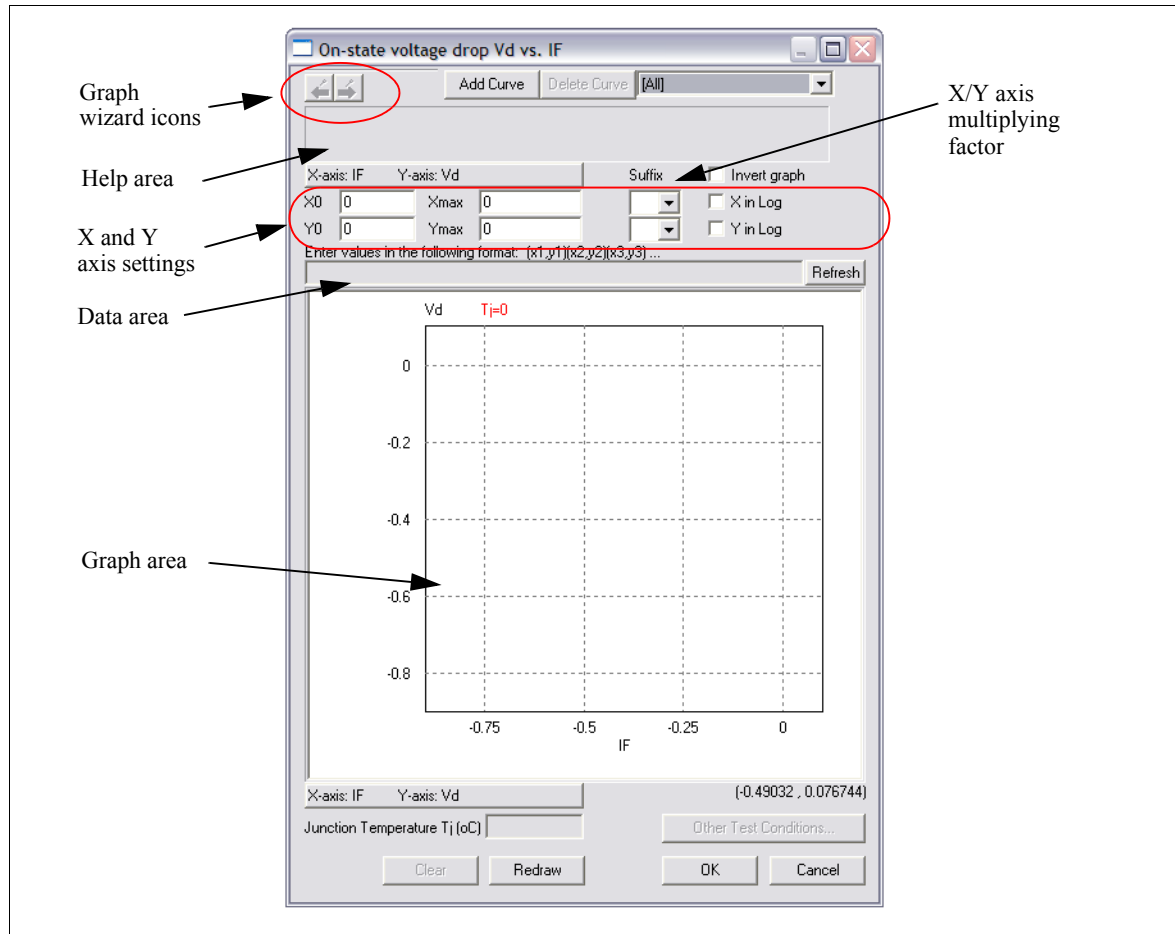 On-state voltage drop Vd vs. IF
Graph
wizard icons
Add Curve Delete Curve [All]
X/Y axis
multiplying
factor
Help area
X-axis: IF Y-axis: Vd Suffix Invert graph
X0 0 Xmax 0 X in Log
Y0 0 Ymax 0 Y in Log
X and Y
axis settings
Enter values in the following format: (x1,y1)(x2,y2)(x3,y3) ...
Refresh
Data area
Vd Tj=0
0
-0.2
-0.4
Graph area
-0.6
-0.8
-0.75 -0.5 -0.25 0
IF
X-axis: IF Y-axis: Vd (-0.49032 , 0.076744)
Junction Temperature Tj (oC) Other Test Conditions...
Clear Redraw OK Cancel